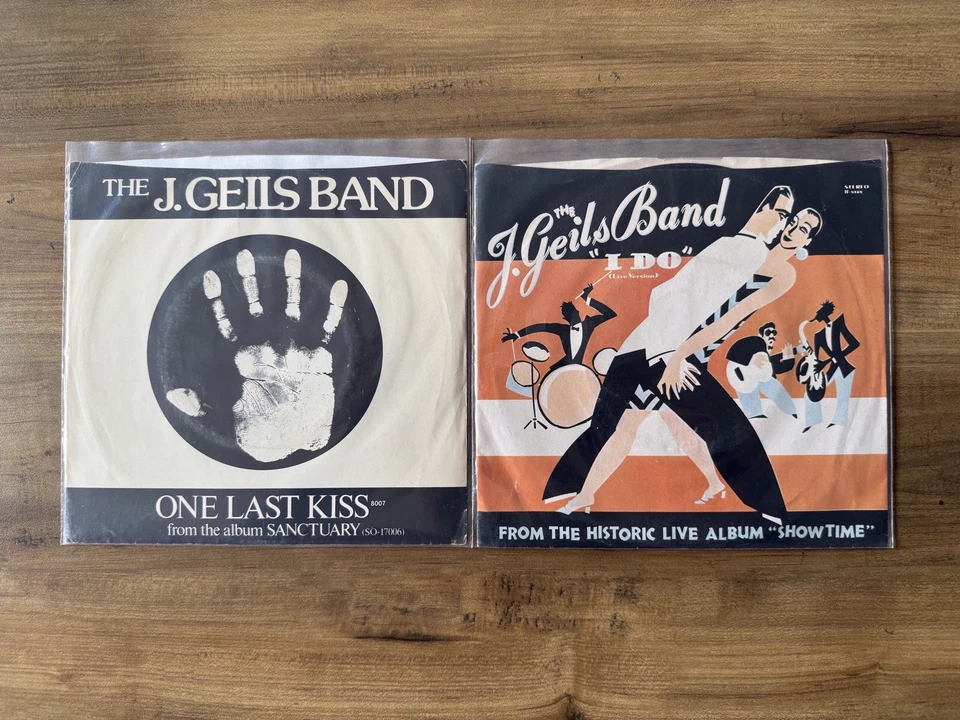 THE J. GEILS BAND
ONE LAST KISS 8007
from the album SANCTUARY (SO-17006)
THE
J. Geils Band
"I DO"
(Live Version)
STEREO
FROM THE HISTORIC LIVE ALBUM "SHOWTIME"